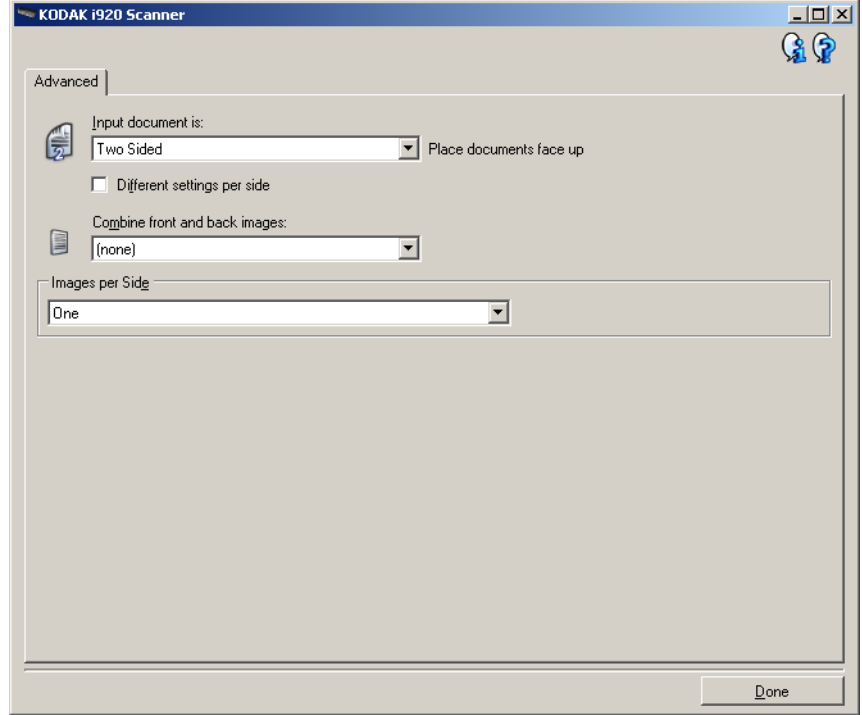 KODAK i920 Scanner
Advanced
Input document is:
2
Two Sided
Place documents face up
Different settings per side
Combine front and back images:
(none)
Images per Side
One
Done